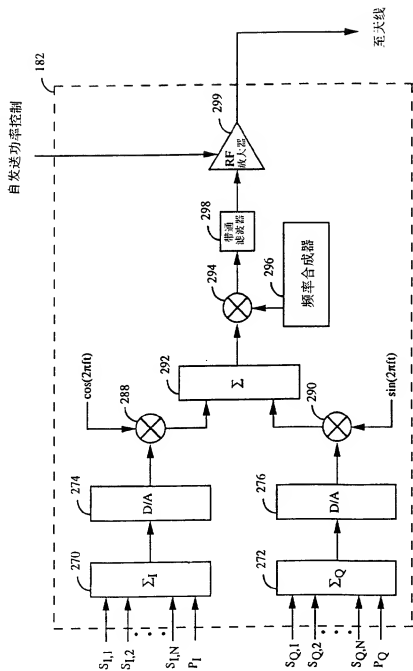 自发送功率控制
至天线
182
299
RF
放大器
298
带通
滤波器
294
296
频率合成器
292
Σ
cos(2πft)
288
290
sin(2πft)
274
D/A
276
D/A
270
Σ_I
272
Σ_Q
S_I,1
S_I,2
S_I,N
P_I
S_Q,1
S_Q,2
S_Q,N
P_Q